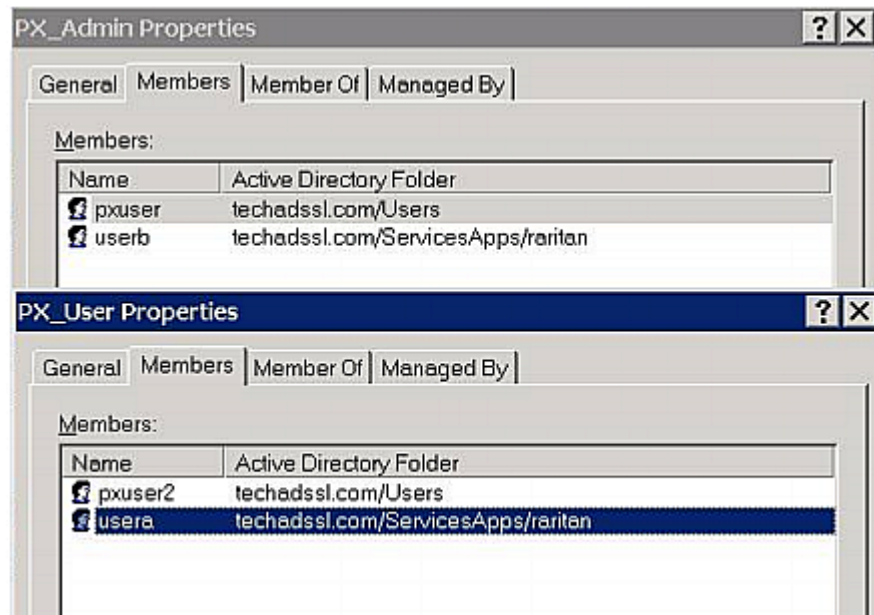 PX_Admin Properties
General Members Member Of Managed By
Members:
Name Active Directory Folder
pxuser techadssl.com/Users
userb techadssl.com/ServicesApps/raritan
PX_User Properties
General Members Member Of Managed By
Members:
Name Active Directory Folder
pxuser2 techadssl.com/Users
usera techadssl.com/ServicesApps/raritan